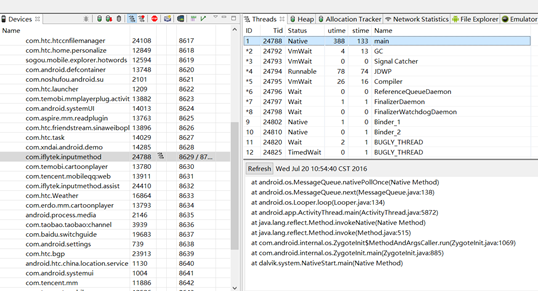 Devices
Threads Heap Allocation Tracker Network Statistics File Explorer Emulator
Name
com.htc.htccnfilemanager 24108 8617
com.htc.home.personalize 12849 8618
sogou.mobile.explorer.hotwords 12594 8619
com.android.defcontainer 13748 8620
com.noshufou.android.su 2101 8621
com.htc.launcher 1209 8622
com.temobi.mmplayerplug.activit 13882 8623
com.android.systemUI 14013 8624
com.aspire.mm.readplugin 13763 8625
com.htc.friendstream.sinaweibopl 13896 8626
com.htc.task 14029 8627
com.xndai.android.demo 14285 8628
com.iflytek.inputmethod 24788 8629 / 87...
com.temobi.cartoonplayer 13780 8630
com.tencent.mobileqq:web 13911 8631
com.iflytek.inputmethod.assist 24410 8632
com.htc.Weather 16864 8633
com.erdo.mm.cartoonplayer 13793 8634
android.process.media 2146 8635
com.taobao.taobao:channel 3939 8636
com.baidu.switchguide 19683 8637
com.android.settings 739 8638
com.htc.bgp 23913 8639
android.htc.china.location.service 1130 8640
com.android.systemui 1004 8641
com.tencent.mm 11886 8642
ID Tid Status utime stime Name
1 24788 Native 388 133 main
*2 24792 VmWait 4 13 GC
*3 24793 VmWait 0 0 Signal Catcher
*4 24794 Runnable 78 74 JDWP
*5 24795 VmWait 26 16 Compiler
*6 24796 Wait 0 0 ReferenceQueueDaemon
*7 24797 Wait 1 1 FinalizerDaemon
*8 24798 Wait 0 0 FinalizerWatchdogDaemon
9 24802 Native 1 0 Binder_1
10 24810 Native 1 0 Binder_2
11 24820 Wait 2 1 BUGLY_THREAD
12 24825 TimedWait 0 0 BUGLY_THREAD
Refresh Wed Jul 20 10:54:40 CST 2016
at android.os.MessageQueue.nativePollOnce(Native Method)
at android.os.MessageQueue.next(MessageQueue.java:138)
at android.os.Looper.loop(Looper.java:134)
at android.app.ActivityThread.main(ActivityThread.java:5872)
at java.lang.reflect.Method.invokeNative(Native Method)
at java.lang.reflect.Method.invoke(Method.java:515)
at com.android.internal.os.ZygoteInit$MethodAndArgsCaller.run(ZygoteInit.java:1069)
at com.android.internal.os.ZygoteInit.main(ZygoteInit.java:885)
at dalvik.system.NativeStart.main(Native Method)